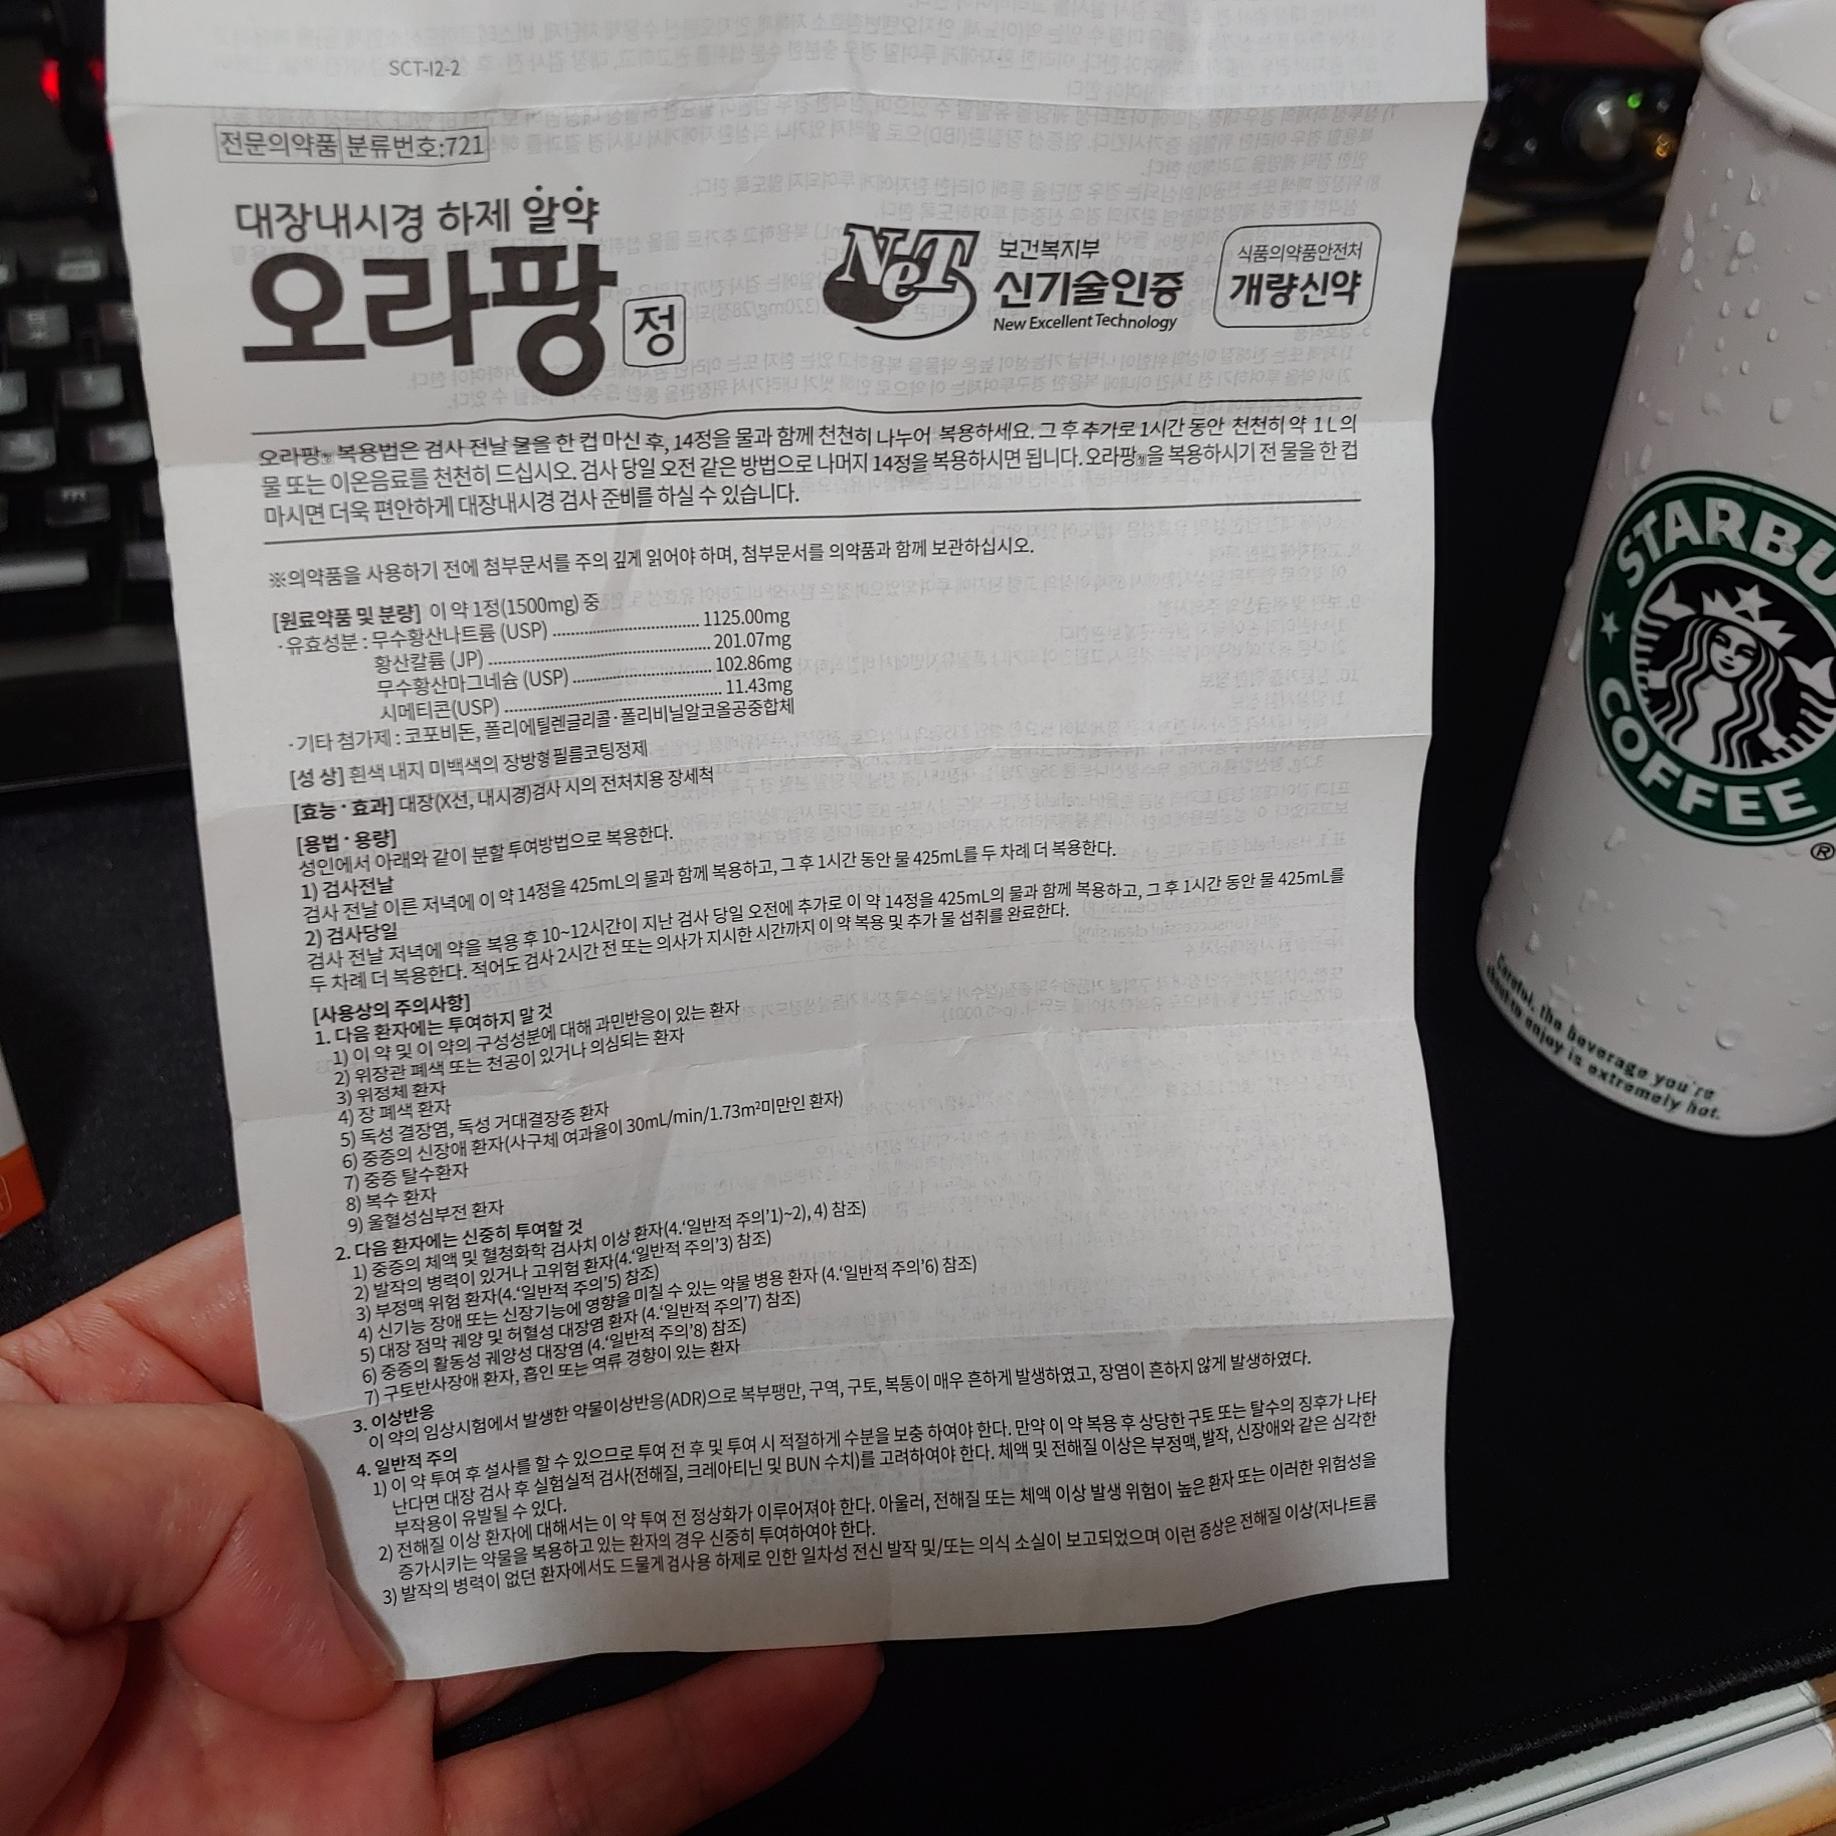 SCT-I2-2
전문의약품 분류번호:721
대장내시경 하제 알약
오라팡 정
NeT 보건복지부
신기술인증
New Excellent Technology
식품의약품안전처
개량신약
오라팡정 복용법은 검사 전날 물을 한 컵 마신 후, 14정을 물과 함께 천천히 나누어 복용하세요. 그 후 추가로 1시간 동안 천천히 약 1L의
물 또는 이온음료를 천천히 드십시오. 검사 당일 오전 같은 방법으로 나머지 14정을 복용하시면 됩니다. 오라팡정을 복용하시기 전 물을 한 컵
마시면 더욱 편안하게 대장내시경 검사 준비를 하실 수 있습니다.
※의약품을 사용하기 전에 첨부문서를 주의 깊게 읽어야 하며, 첨부문서를 의약품과 함께 보관하십시오.
[원료약품 및 분량] 이 약 1정(1500mg) 중
·유효성분 : 무수황산나트륨 (USP) ........ 1125.00mg
황산칼륨 (JP) ........ 201.07mg
무수황산마그네슘 (USP) ........ 102.86mg
시메티콘(USP) ........ 11.43mg
·기타 첨가제 : 코포비돈, 폴리에틸렌글리콜·폴리비닐알코올공중합체
[성 상] 흰색 내지 미백색의 장방형 필름코팅정제
[효능·효과] 대장(X선, 내시경)검사 시의 전처치용 장세척
[용법·용량]
성인에서 아래와 같이 분할 투여방법으로 복용한다.
1) 검사전날
검사 전날 이른 저녁에 이 약 14정을 425mL의 물과 함께 복용하고, 그 후 1시간 동안 물 425mL를 두 차례 더 복용한다.
2) 검사당일
검사 전날 저녁에 약을 복용 후 10~12시간이 지난 검사 당일 오전에 추가로 이 약 14정을 425mL의 물과 함께 복용하고, 그 후 1시간 동안 물 425mL를
두 차례 더 복용한다. 적어도 검사 2시간 전 또는 의사가 지시한 시간까지 이 약 복용 및 추가 물 섭취를 완료한다.
[사용상의 주의사항]
1. 다음 환자에는 투여하지 말 것
1) 이 약 및 이 약의 구성성분에 대해 과민반응이 있는 환자
2) 위장관 폐색 또는 천공이 있거나 의심되는 환자
3) 위정체 환자
4) 장 폐색 환자
5) 독성 결장염, 독성 거대결장증 환자
6) 중증의 신장애 환자(사구체 여과율이 30mL/min/1.73m²미만인 환자)
7) 중증 탈수환자
8) 복수 환자
9) 울혈성심부전 환자
2. 다음 환자에는 신중히 투여할 것
1) 중증의 체액 및 혈청화학 검사치 이상 환자(4.‘일반적 주의’1)~2), 4) 참조)
2) 발작의 병력이 있거나 고위험 환자(4.‘일반적 주의’3) 참조)
3) 부정맥 위험 환자(4.‘일반적 주의’5) 참조)
4) 신기능 장애 또는 신장기능에 영향을 미칠 수 있는 약물 병용 환자 (4.‘일반적 주의’6) 참조)
5) 대장 점막 궤양 및 허혈성 대장염 환자 (4.‘일반적 주의’7) 참조)
6) 중증의 활동성 궤양성 대장염 (4.‘일반적 주의’8) 참조)
7) 구토반사장애 환자, 흡인 또는 역류 경향이 있는 환자
3. 이상반응
이 약의 임상시험에서 발생한 약물이상반응(ADR)으로 복부팽만, 구역, 구토, 복통이 매우 흔하게 발생하였고, 장염이 흔하지 않게 발생하였다.
4. 일반적 주의
1) 이 약 투여 후 설사를 할 수 있으므로 투여 전 후 및 투여 시 적절하게 수분을 보충 하여야 한다. 만약 이 약 복용 후 상당한 구토 또는 탈수의 징후가 나타
난다면 대장 검사 후 실험실적 검사(전해질, 크레아티닌 및 BUN 수치)를 고려하여야 한다. 체액 및 전해질 이상은 부정맥, 발작, 신장애와 같은 심각한
부작용이 유발될 수 있다.
2) 전해질 이상 환자에 대해서는 이 약 투여 전 정상화가 이루어져야 한다. 아울러, 전해질 또는 체액 이상 발생 위험이 높은 환자 또는 이러한 위험성을
증가시키는 약물을 복용하고 있는 환자의 경우 신중히 투여하여야 한다.
3) 발작의 병력이 없던 환자에서도 드물게 검사용 하제로 인한 일차성 전신 발작 및/또는 의식 소실이 보고되었으며 이런 증상은 전해질 이상(저나트륨
STARBU
COFFEE
®
Careful, the beverage you're
about to enjoy is extremely hot.